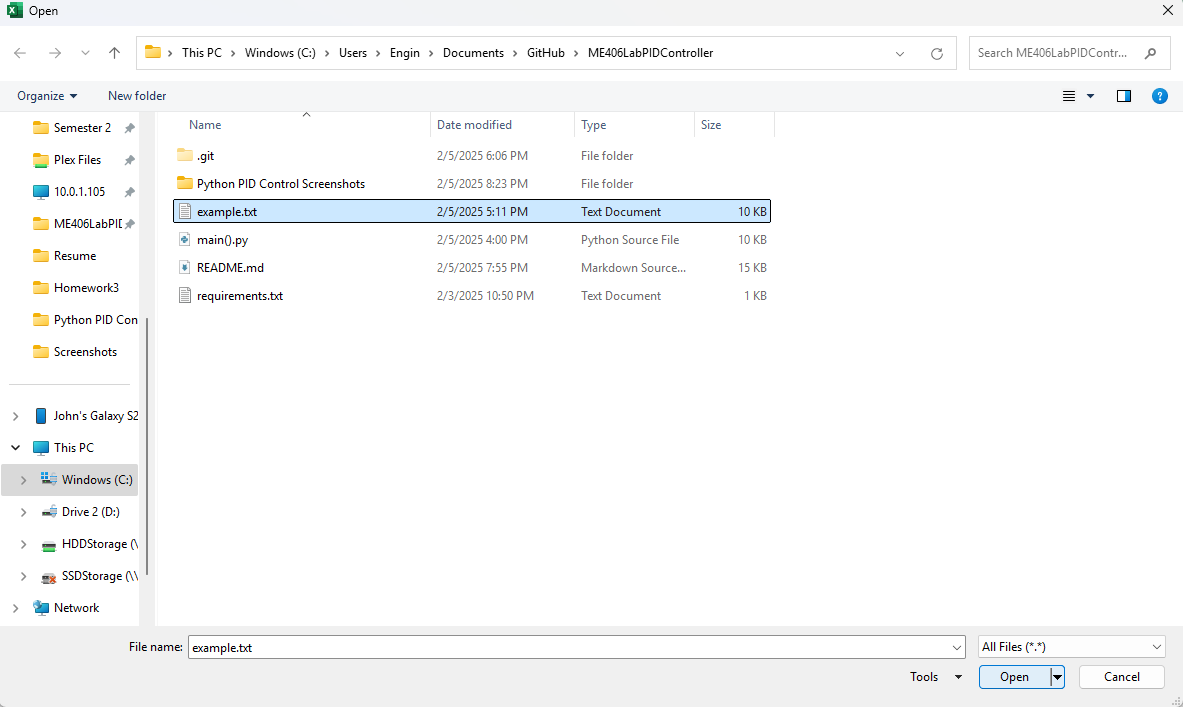 Open
This PC > Windows (C:) > Users > Engin > Documents > GitHub > ME406LabPIDController
Search ME406LabPIDContr...
Organize
New folder
Semester 2
Plex Files
10.0.1.105
ME406LabPID
Resume
Homework3
Python PID Con
Screenshots
John's Galaxy S2
This PC
Windows (C:)
Drive 2 (D:)
HDDStorage (\
SSDStorage (\\
Network
Name Date modified Type Size
.git 2/5/2025 6:06 PM File folder
Python PID Control Screenshots 2/5/2025 8:23 PM File folder
example.txt 2/5/2025 5:11 PM Text Document 10 KB
main().py 2/5/2025 4:00 PM Python Source File 10 KB
README.md 2/5/2025 7:55 PM Markdown Source... 15 KB
requirements.txt 2/3/2025 10:50 PM Text Document 1 KB
File name: example.txt
All Files (*.*)
Tools
Open
Cancel